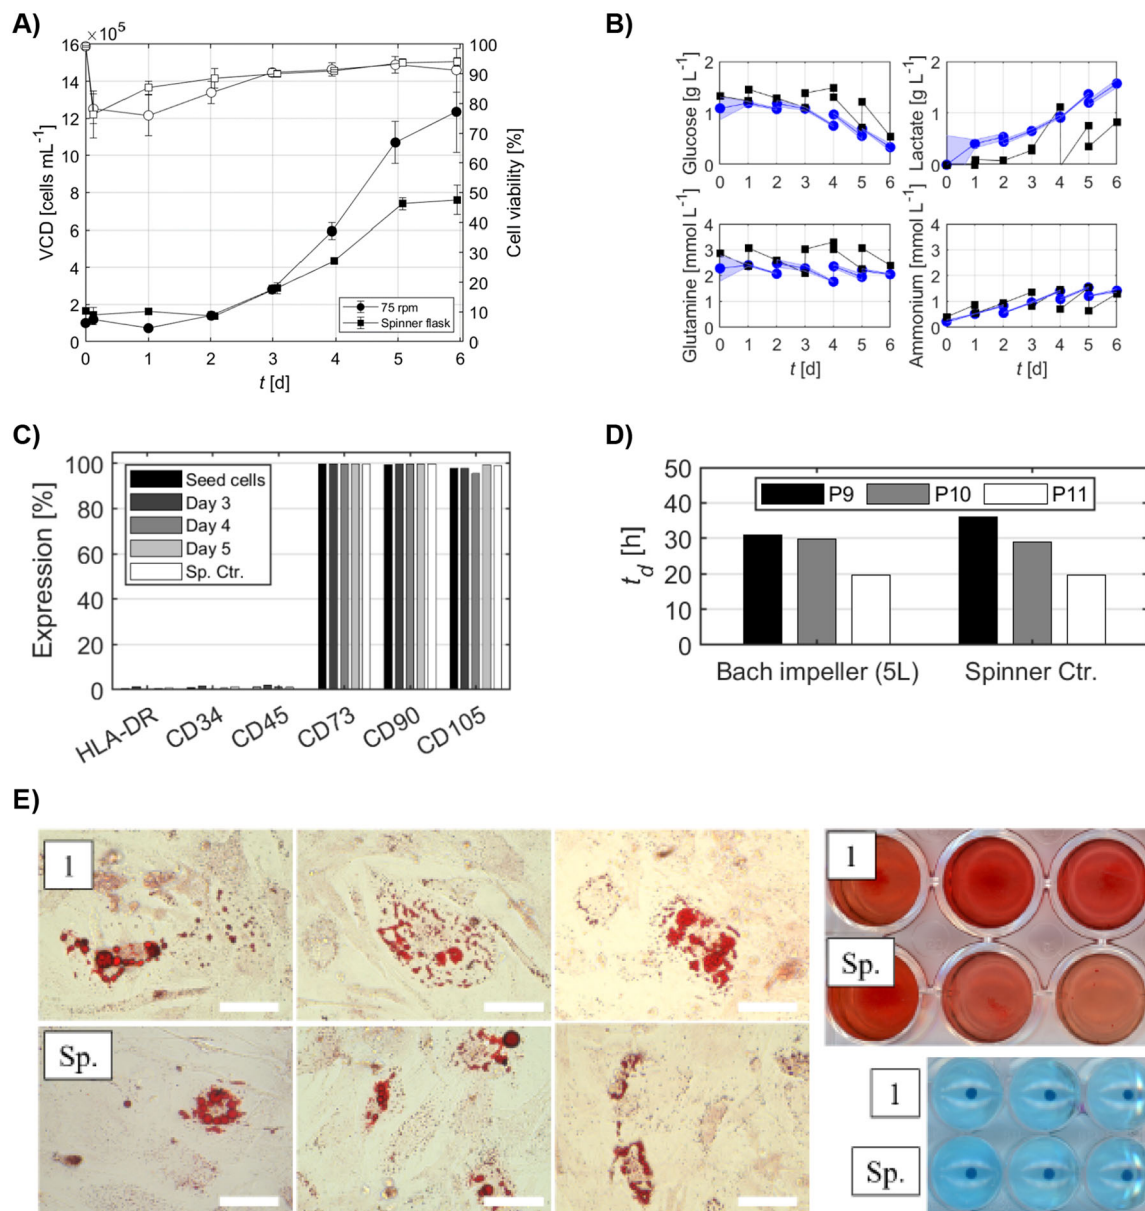 A)
×10⁵
16
14
12
10
8
6
4
2
0
VCD [cells mL⁻¹]
100
90
80
70
60
50
40
30
20
10
0
Cell viability [%]
75 rpm
Spinner flask
0 1 2 3 4 5 6
t [d]
B)
Glucose [g L⁻¹]
2
1
0
0 1 2 3 4 5 6
Lactate [g L⁻¹]
2
1
0
0 1 2 3 4 5 6
Glutamine [mmol L⁻¹]
4
3
2
1
0
0 1 2 3 4 5 6
t [d]
Ammonium [mmol L⁻¹]
4
3
2
1
0
0 1 2 3 4 5 6
t [d]
C)
Expression [%]
100
80
60
40
20
0
Seed cells
Day 3
Day 4
Day 5
Sp. Ctr.
HLA-DR CD34 CD45 CD73 CD90 CD105
D)
t_d [h]
50
40
30
20
10
0
P9 P10 P11
Bach impeller (5L) Spinner Ctr.
E)
1
Sp.
1
Sp.
1
Sp.